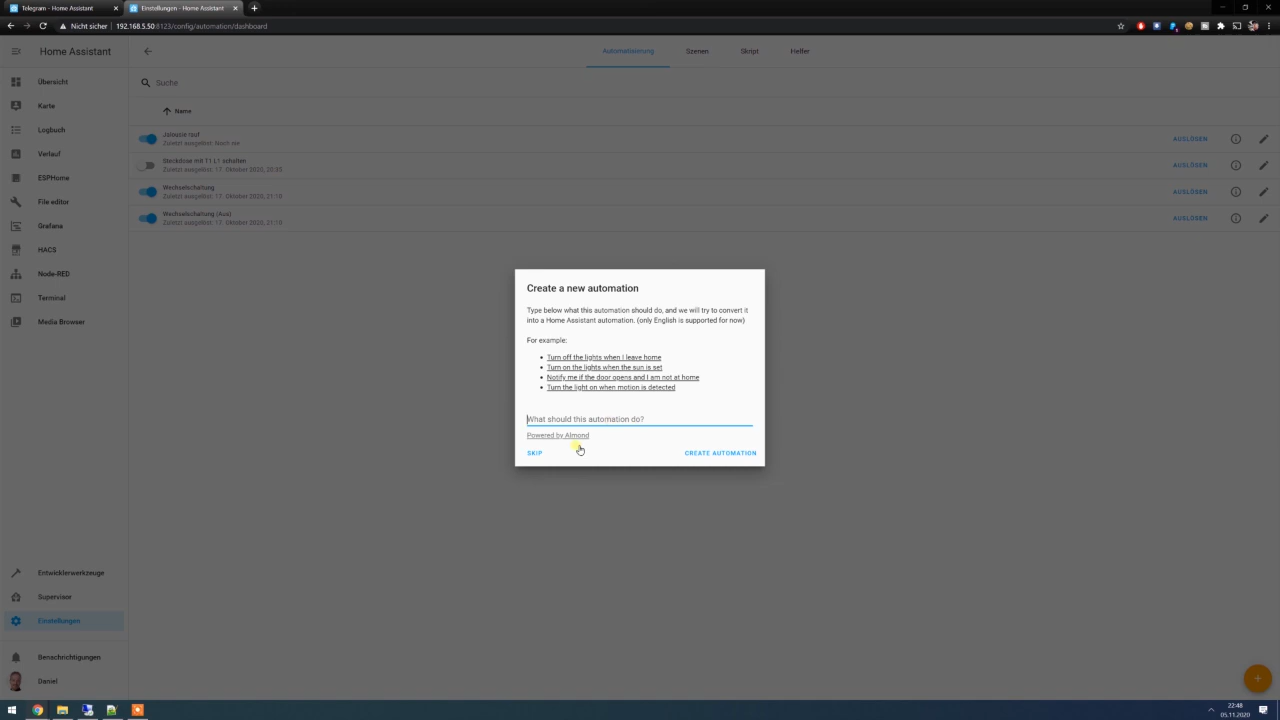 Telegram - Home Assistant
Einstellungen - Home Assistant
Nicht sicher
192.168.5.50:8123/config/automation/dashboard
Home Assistant
Automatisierung
Szenen
Skript
Helfer
Übersicht
Karte
Logbuch
Verlauf
ESPHome
File editor
Grafana
HACS
Node-RED
Terminal
Media Browser
Suche
Name
Jalousie rauf
Zuletzt ausgelöst: Noch nie
AUSLÖSEN
Steckdose mit T1 L1 schalten
Zuletzt ausgelöst: 17. Oktober 2020, 20:35
AUSLÖSEN
Wechselschaltung
Zuletzt ausgelöst: 17. Oktober 2020, 21:10
AUSLÖSEN
Wechselschaltung (Aus)
Zuletzt ausgelöst: 17. Oktober 2020, 21:10
AUSLÖSEN
Create a new automation
Type below what this automation should do, and we will try to convert it
into a Home Assistant automation. (only English is supported for now)
For example:
Turn off the lights when I leave home
Turn on the lights when the sun is set
Notify me if the door opens and I am not at home
Turn the light on when motion is detected
What should this automation do?
Powered by Almond
SKIP
CREATE AUTOMATION
Entwicklerwerkzeuge
Supervisor
Einstellungen
Benachrichtigungen
Daniel
22:48
05.11.2020